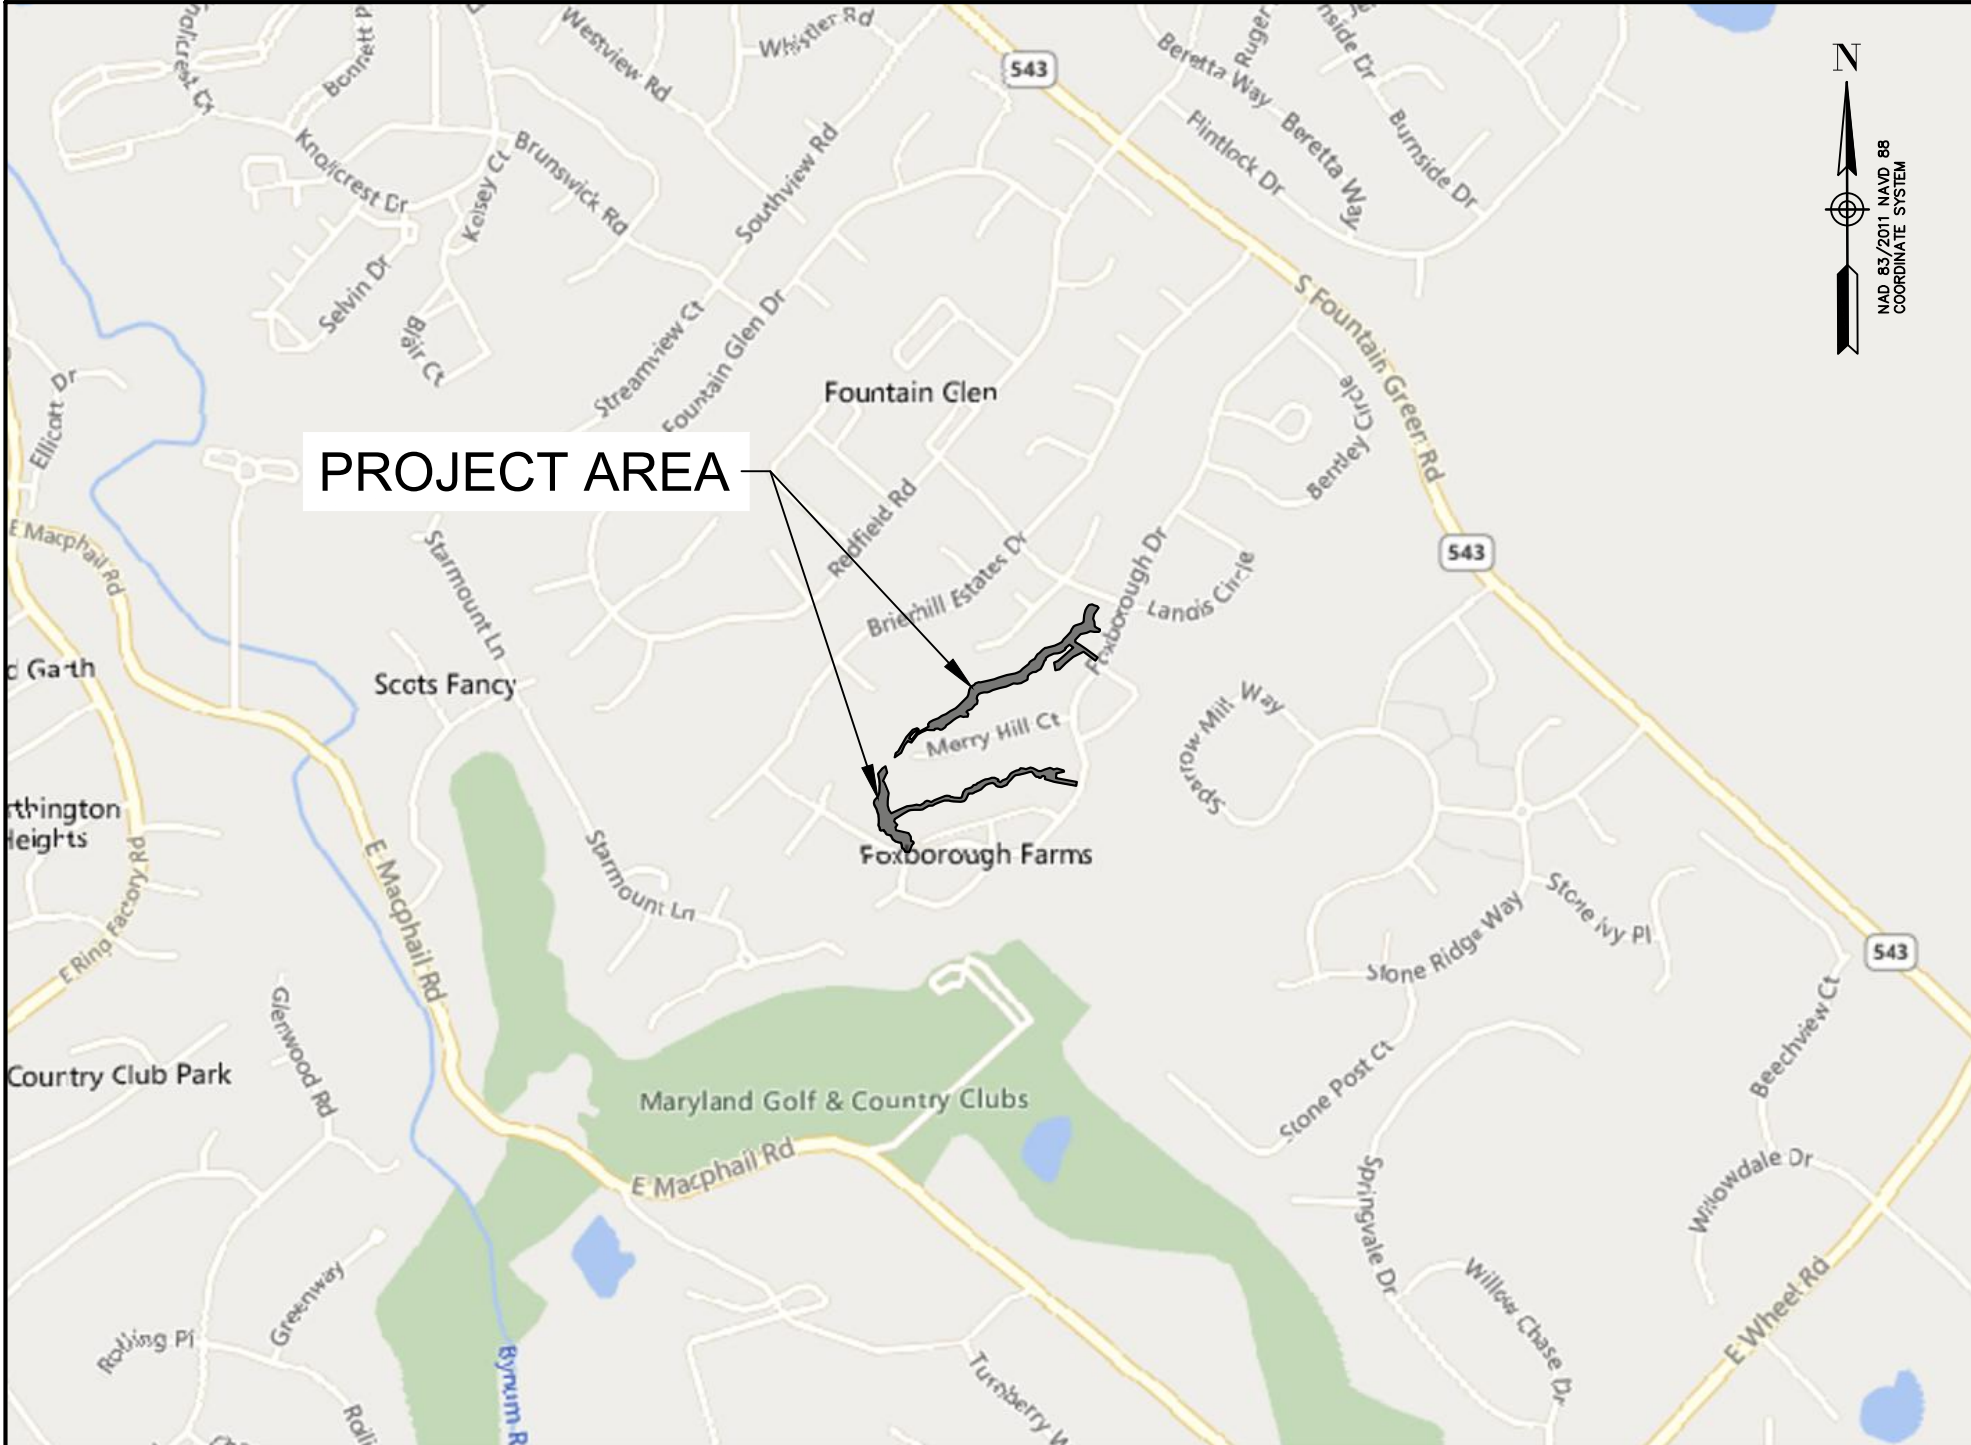 Westview Rd
Whistler Rd
543
Beretta Way
Beretta Way
Flintlock Dr
Burnside Dr
N
NAD 83/2011 NAVD 88
COORDINATE SYSTEM
Knollcrest Dr
Kelsey Ct
Brunswick Rd
Southview Rd
Selvin Dr
Blair Ct
Streamview Ct
Fountain Glen Dr
S Fountain Green Rd
Fountain Glen
Bentley Circle
Ellicott Dr
PROJECT AREA
E Macphail Rd
Starmount Ln
Redfield Rd
Brierhill Estates Dr
Foxborough Dr
Landis Circle
543
Scots Fancy
Merry Hill Ct
Sparrow Mill Way
Foxborough Farms
E Ring Factory Rd
E Macphail Rd
Starmount Ln
Stone Ridge Way
Stone Ivy Pl
543
Country Club Park
Glenwood Rd
Maryland Golf & Country Clubs
E Macphail Rd
Stone Post Ct
Beechview Ct
Springvale Dr
Willowdale Dr
Greenway
Willow Chase Dr
E Wheel Rd
Bynum R
Turnberry W